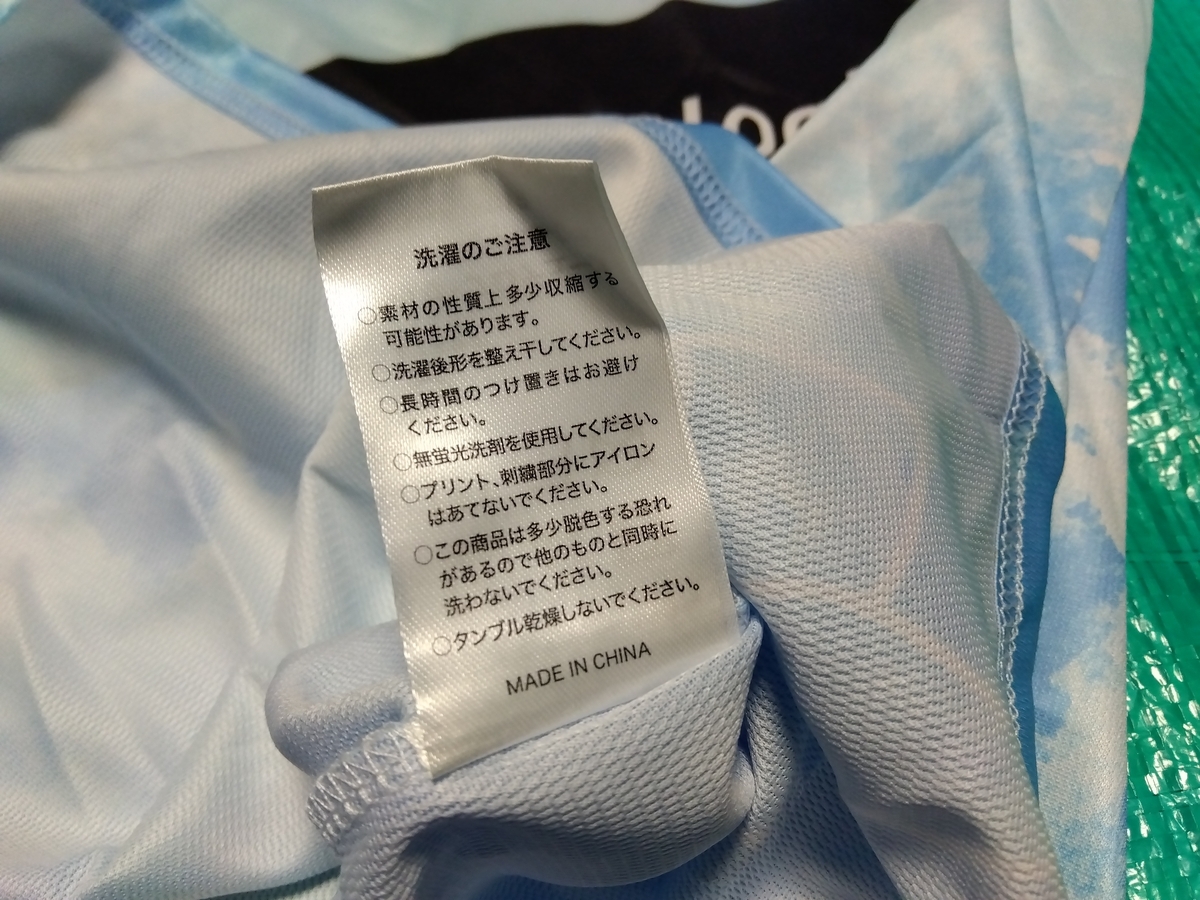 洗濯のご注意
○素材の性質上多少収縮する
可能性があります。
○洗濯後形を整え干してください。
○長時間のつけ置きはお避け
ください。
○無蛍光洗剤を使用してください。
○プリント、刺繍部分にアイロン
はあてないでください。
○この商品は多少脱色する恐れ
があるので他のものと同時に
洗わないでください。
○タンブル乾燥しないでください。
MADE IN CHINA